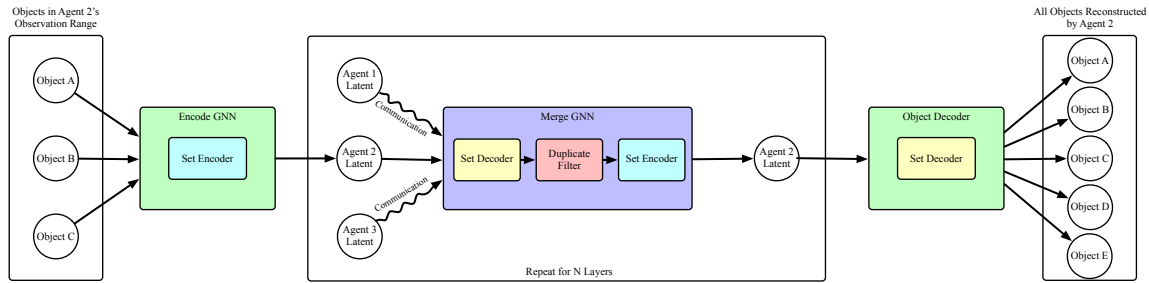 Objects in Agent 2's
Observation Range
Object A
Object B
Object C
Encode GNN
Set Encoder
Agent 1
Latent
Communication
Agent 2
Latent
Communication
Agent 3
Latent
Merge GNN
Set Decoder
Duplicate
Filter
Set Encoder
Agent 2
Latent
Repeat for N Layers
Object Decoder
Set Decoder
All Objects Reconstructed
by Agent 2
Object A
Object B
Object C
Object D
Object E